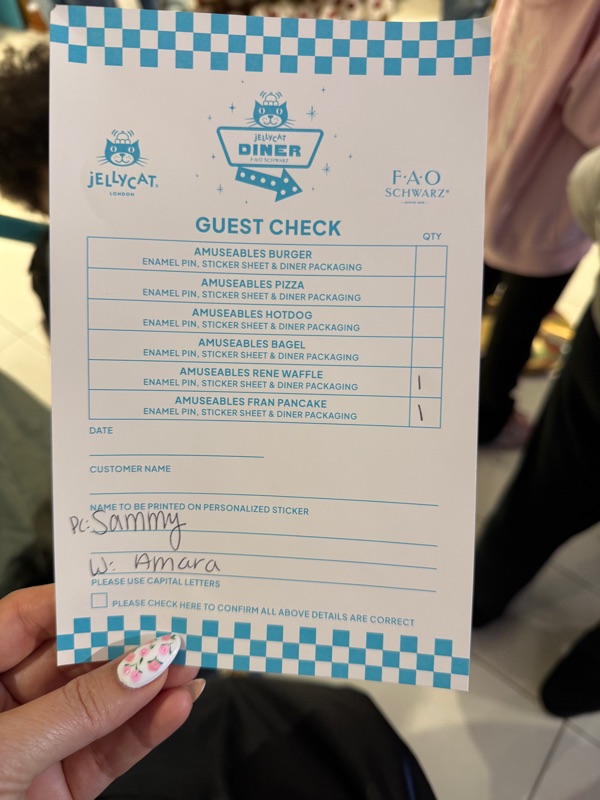 JELLYCAT
DINER
F·A·O SCHWARZ
JELLYCAT®
LONDON
F·A·O
SCHWARZ®
GUEST CHECK
QTY
AMUSEABLES BURGER
ENAMEL PIN, STICKER SHEET & DINER PACKAGING
AMUSEABLES PIZZA
ENAMEL PIN, STICKER SHEET & DINER PACKAGING
AMUSEABLES HOTDOG
ENAMEL PIN, STICKER SHEET & DINER PACKAGING
AMUSEABLES BAGEL
ENAMEL PIN, STICKER SHEET & DINER PACKAGING
AMUSEABLES RENE WAFFLE
ENAMEL PIN, STICKER SHEET & DINER PACKAGING
1
AMUSEABLES FRAN PANCAKE
ENAMEL PIN, STICKER SHEET & DINER PACKAGING
1
DATE
CUSTOMER NAME
NAME TO BE PRINTED ON PERSONALIZED STICKER
PC: Sammy
W: Amara
PLEASE USE CAPITAL LETTERS
PLEASE CHECK HERE TO CONFIRM ALL ABOVE DETAILS ARE CORRECT